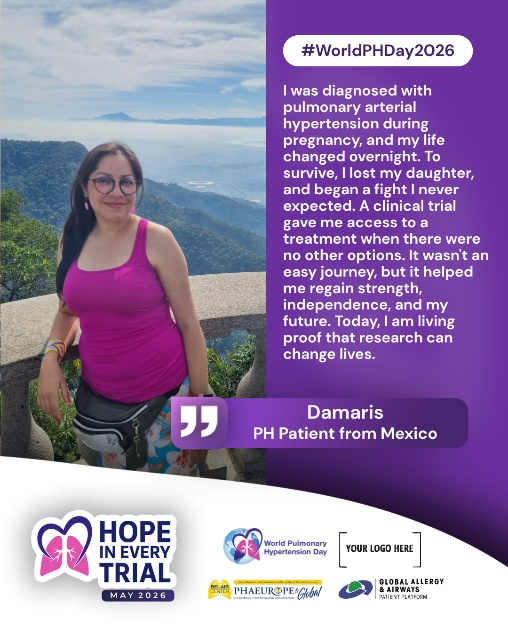 #WorldPHDay2026
I was diagnosed with
pulmonary arterial
hypertension during
pregnancy, and my life
changed overnight. To
survive, I lost my daughter,
and began a fight I never
expected. A clinical trial
gave me access to a
treatment when there were
no other options. It wasn't an
easy journey, but it helped
me regain strength,
independence, and my
future. Today, I am living
proof that research can
change lives.
Damaris
PH Patient from Mexico
HOPE
IN EVERY
TRIAL
MAY 2026
World Pulmonary
Hypertension Day
YOUR LOGO HERE
PHAEUROPE & Global
GLOBAL ALLERGY
& AIRWAYS
PATIENT PLATFORM